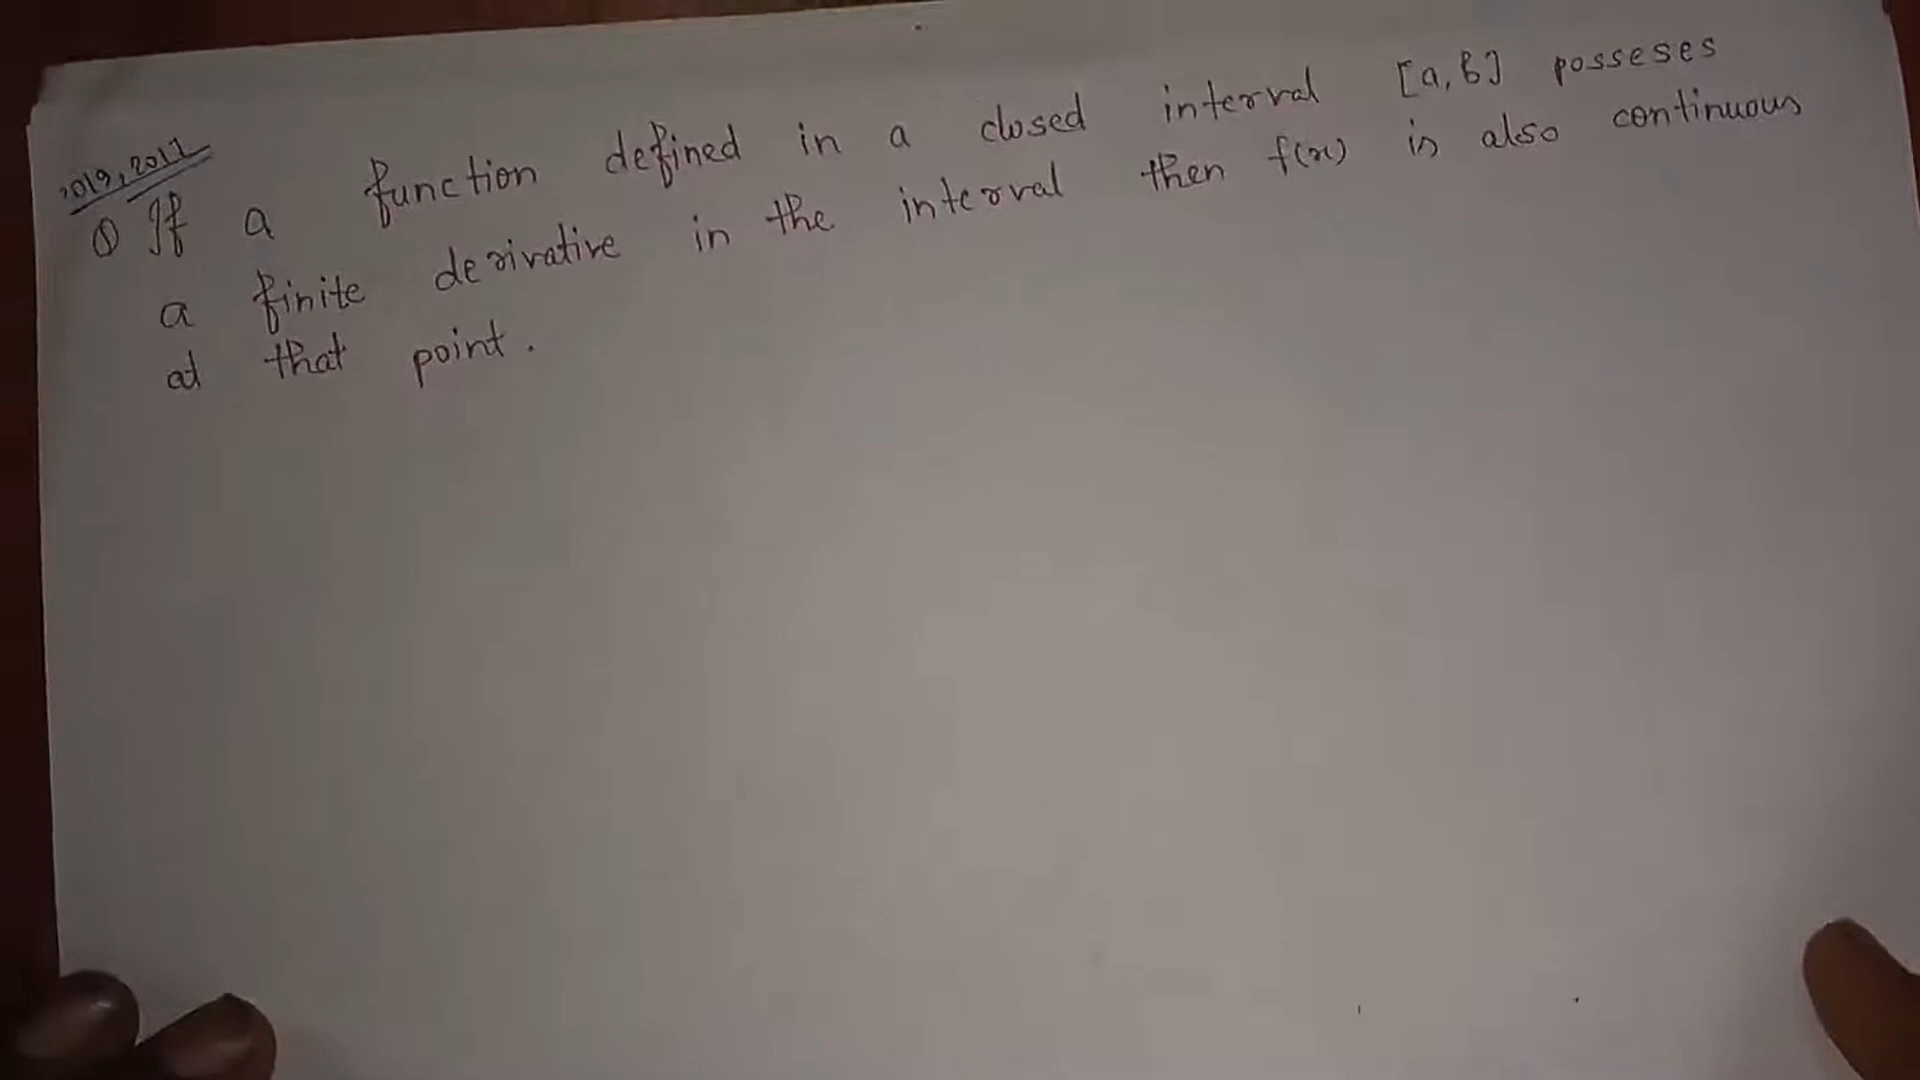 2019, 2017
① If a function defined in a closed interval [a, b] posseses
a finite derivative in the interval then f(x) is also continuous
at that point.